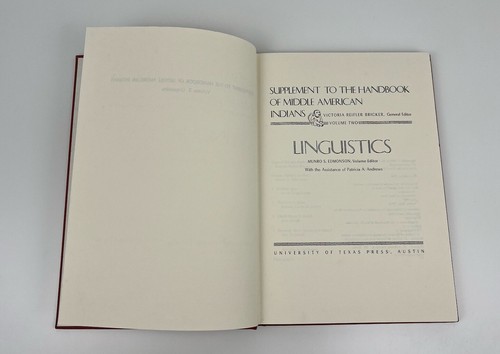 SUPPLEMENT TO THE HANDBOOK
OF MIDDLE AMERICAN
INDIANS VICTORIA REIFLER BRICKER, General Editor
VOLUME TWO
LINGUISTICS
MUNRO S. EDMONSON, Volume Editor
With the Assistance of Patricia A. Andrews
UNIVERSITY OF TEXAS PRESS, AUSTIN